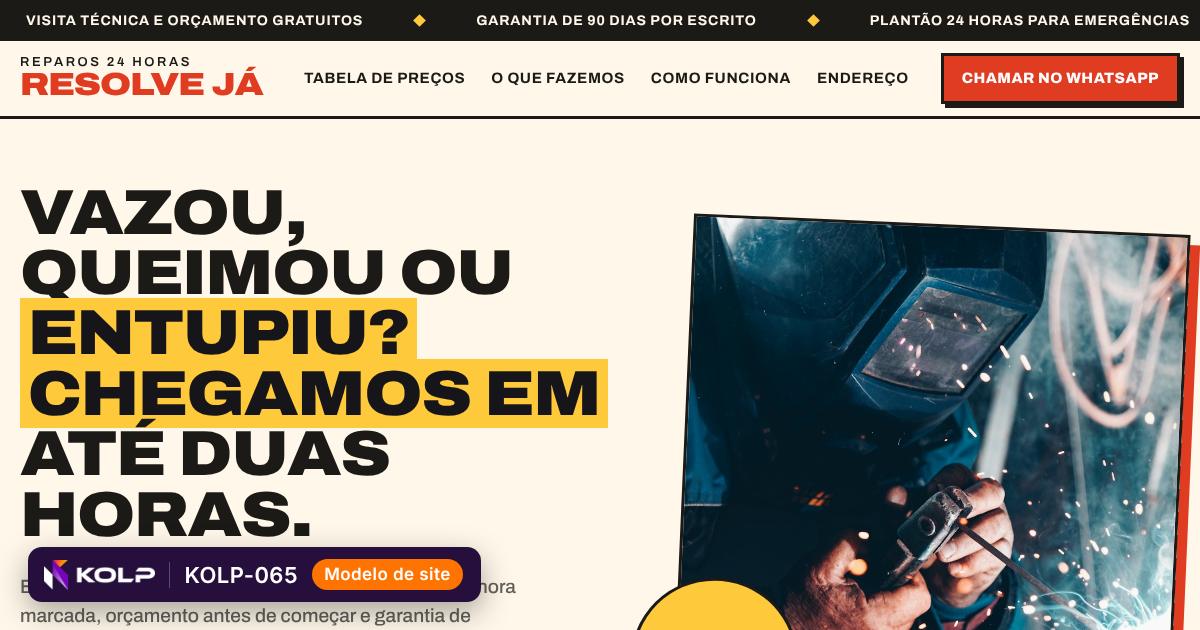 VISITA TÉCNICA E ORÇAMENTO GRATUITOS ◆ GARANTIA DE 90 DIAS POR ESCRITO ◆ PLANTÃO 24 HORAS PARA EMERGÊNCIAS
REPAROS 24 HORAS
RESOLVE JÁ
TABELA DE PREÇOS O QUE FAZEMOS COMO FUNCIONA ENDEREÇO CHAMAR NO WHATSAPP
VAZOU,
QUEIMOU OU
ENTUPIU?
CHEGAMOS EM
ATÉ DUAS
HORAS.
KOLP KOLP-065 Modelo de site
hora
marcada, orçamento antes de começar e garantia de